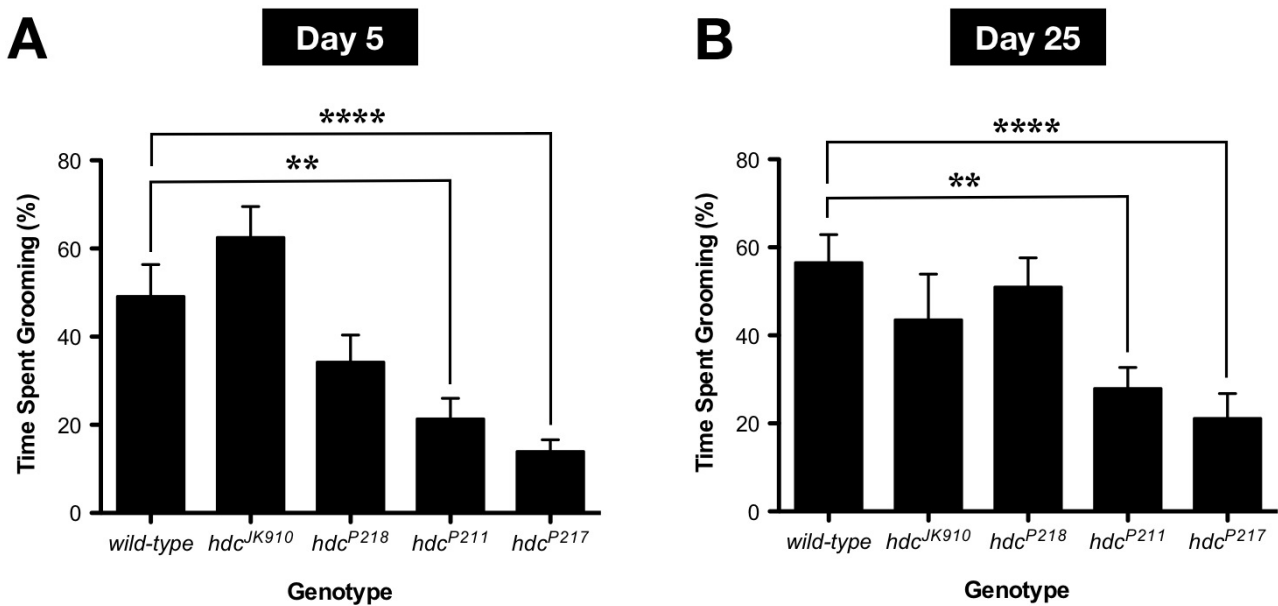 A
Day 5
****
**
80
60
40
20
0
Time Spent Grooming (%)
wild-type hdcJK910 hdcP218 hdcP211 hdcP217
Genotype
B
Day 25
****
**
80
60
40
20
0
Time Spent Grooming (%)
wild-type hdcJK910 hdcP218 hdcP211 hdcP217
Genotype